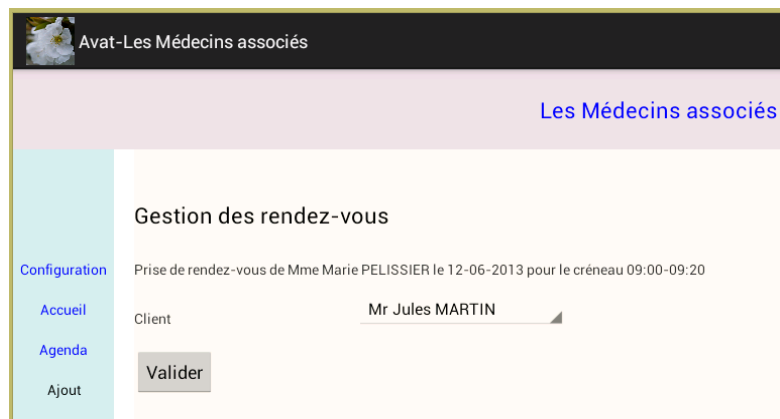 Avat-Les Médecins associés
Les Médecins associés
Gestion des rendez-vous
Configuration
Prise de rendez-vous de Mme Marie PELISSIER le 12-06-2013 pour le créneau 09:00-09:20
Accueil
Client
Mr Jules MARTIN
Agenda
Valider
Ajout